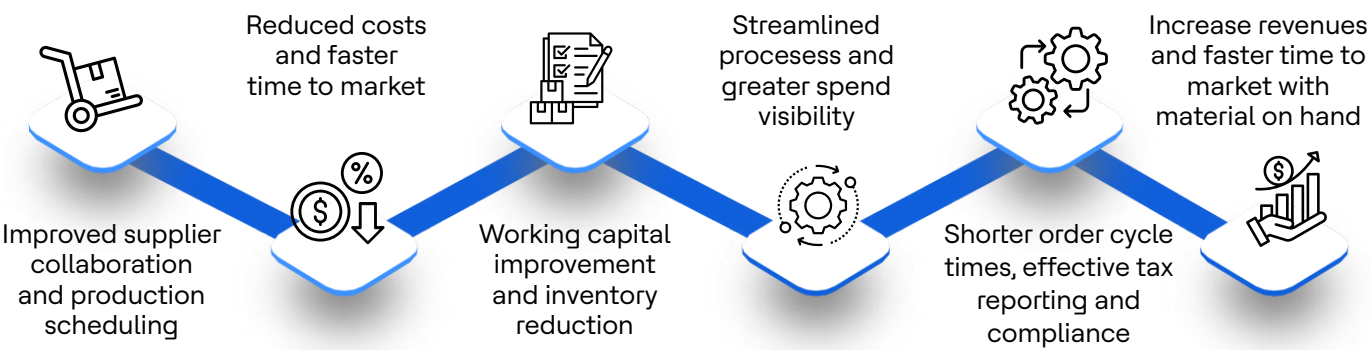 Improved supplier
collaboration
and production
scheduling
Reduced costs
and faster
time to market
%
$
Working capital
improvement
and inventory
reduction
Streamlined
procesess and
greater spend
visibility
Shorter order cycle
times, effective tax
reporting and
compliance
Increase revenues
and faster time to
market with
material on hand
$